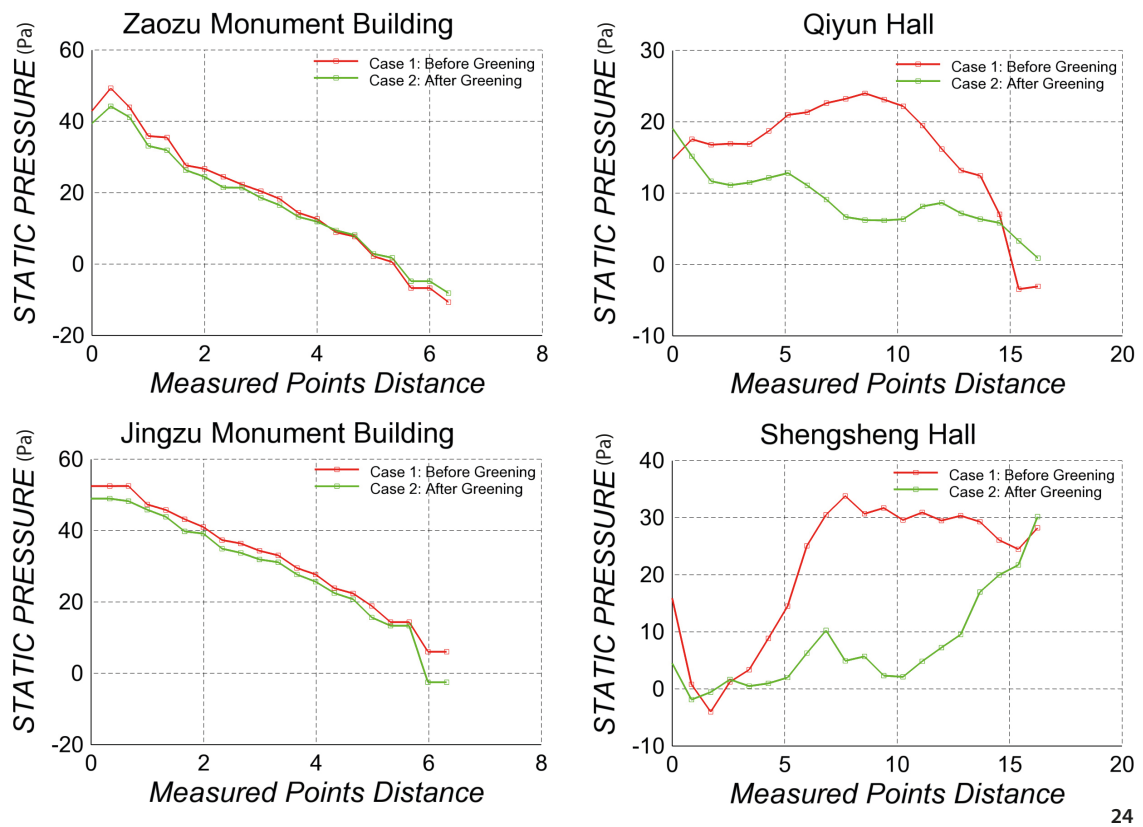 Zaozu Monument Building
STATIC PRESSURE (Pa)
60
40
20
0
-20
Case 1: Before Greening
Case 2: After Greening
0 2 4 6 8
Measured Points Distance
Qiyun Hall
STATIC PRESSURE (Pa)
30
20
10
0
-10
Case 1: Before Greening
Case 2: After Greening
0 5 10 15 20
Measured Points Distance
Jingzu Monument Building
STATIC PRESSURE (Pa)
60
40
20
0
-20
Case 1: Before Greening
Case 2: After Greening
0 2 4 6 8
Measured Points Distance
Shengsheng Hall
STATIC PRESSURE (Pa)
40
30
20
10
0
-10
Case 1: Before Greening
Case 2: After Greening
0 5 10 15 20
Measured Points Distance
24